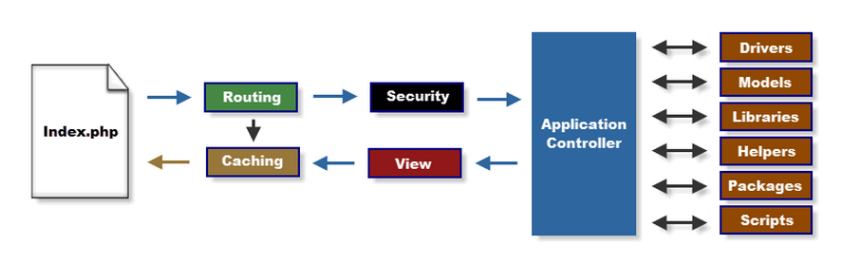 Index.php
Routing
Security
Caching
View
Application
Controller
Drivers
Models
Libraries
Helpers
Packages
Scripts